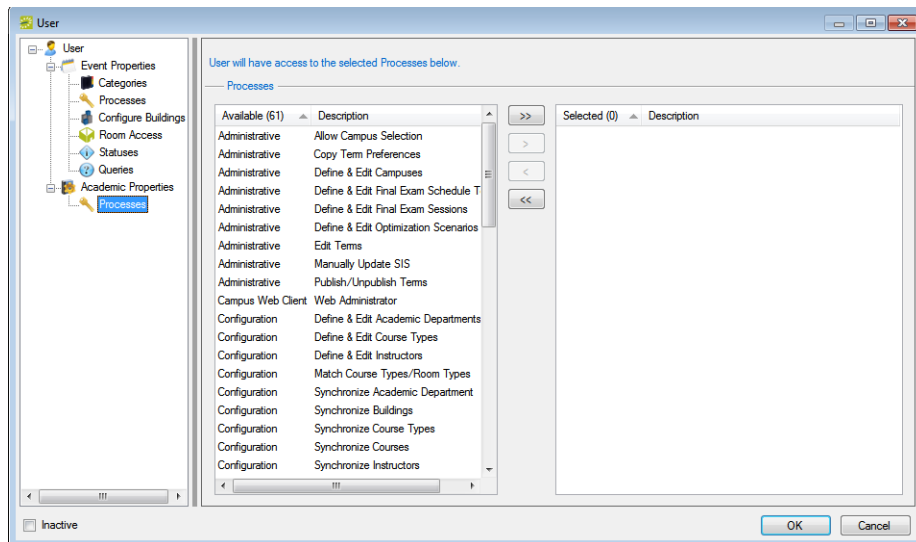 User
User
Event Properties
Categories
Processes
Configure Buildings
Room Access
Statuses
Queries
Academic Properties
Processes
User will have access to the selected Processes below.
Processes
Available (61) Description
Administrative Allow Campus Selection
Administrative Copy Term Preferences
Administrative Define & Edit Campuses
Administrative Define & Edit Final Exam Schedule T
Administrative Define & Edit Final Exam Sessions
Administrative Define & Edit Optimization Scenarios
Administrative Edit Terms
Administrative Manually Update SIS
Administrative Publish/Unpublish Terms
Campus Web Client Web Administrator
Configuration Define & Edit Academic Departments
Configuration Define & Edit Course Types
Configuration Define & Edit Instructors
Configuration Match Course Types/Room Types
Configuration Synchronize Academic Department
Configuration Synchronize Buildings
Configuration Synchronize Course Types
Configuration Synchronize Courses
Configuration Synchronize Instructors
>>
>
<
<<
Selected (0) Description
Inactive
OK Cancel